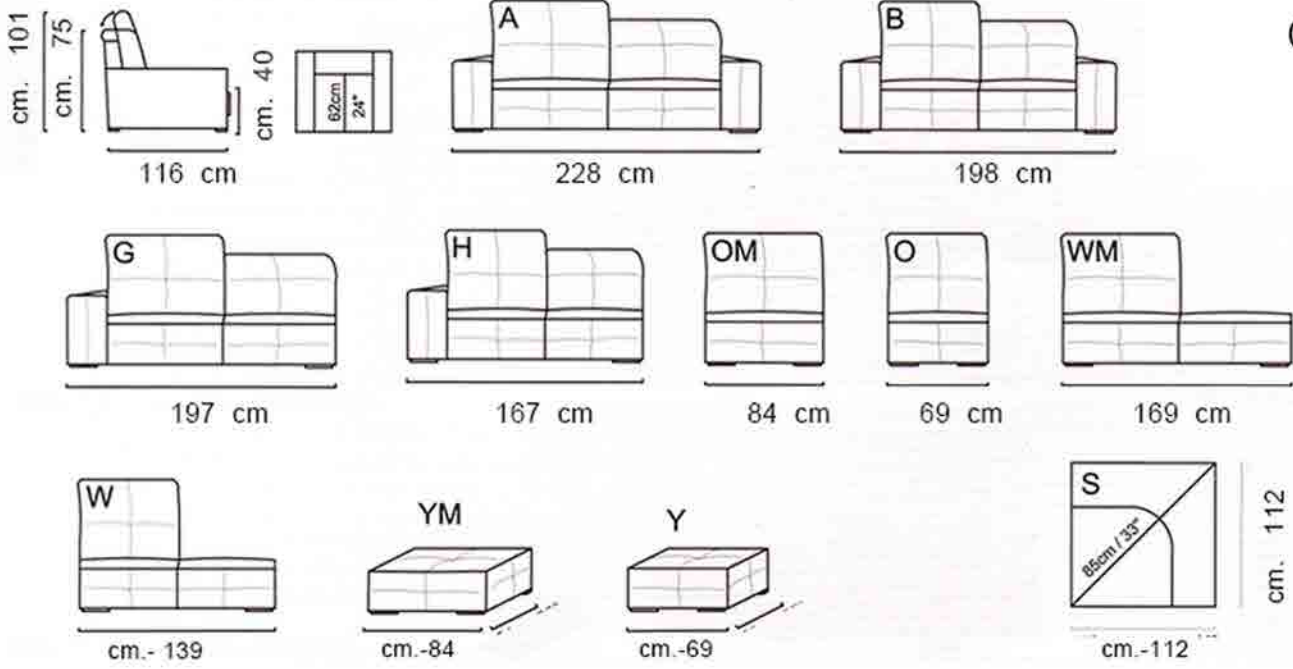 cm. 101
cm. 75
cm. 40
62cm
24"
116 cm
A
228 cm
B
198 cm
G
197 cm
H
167 cm
OM
84 cm
O
69 cm
WM
169 cm
W
cm.- 139
YM
cm.-84
Y
cm.-69
S
85cm / 33"
cm. 112
cm.-112